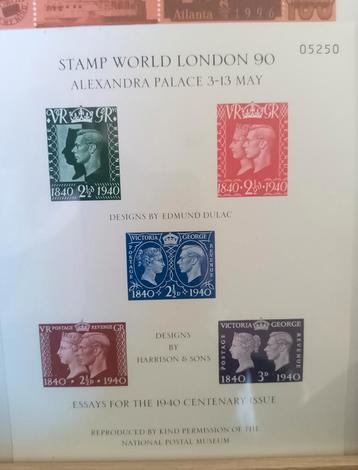 Atlanta 1996 100
05250
STAMP WORLD LONDON 90
ALEXANDRA PALACE 3-13 MAY
VR GR
1840 · 2½D · 1940
VR GR
1840 · 2½D · 1940
DESIGNS BY EDMUND DULAC
VICTORIA GEORGE
POSTAGE REVENUE
1840 2½D 1940
VR POSTAGE REVENUE GR
1840 · 2½D · 1940
DESIGNS
BY
HARRISON & SONS
VICTORIA GEORGE
POSTAGE REVENUE
1840 3D 1940
ESSAYS FOR THE 1940 CENTENARY ISSUE
REPRODUCED BY KIND PERMISSION OF THE
NATIONAL POSTAL MUSEUM